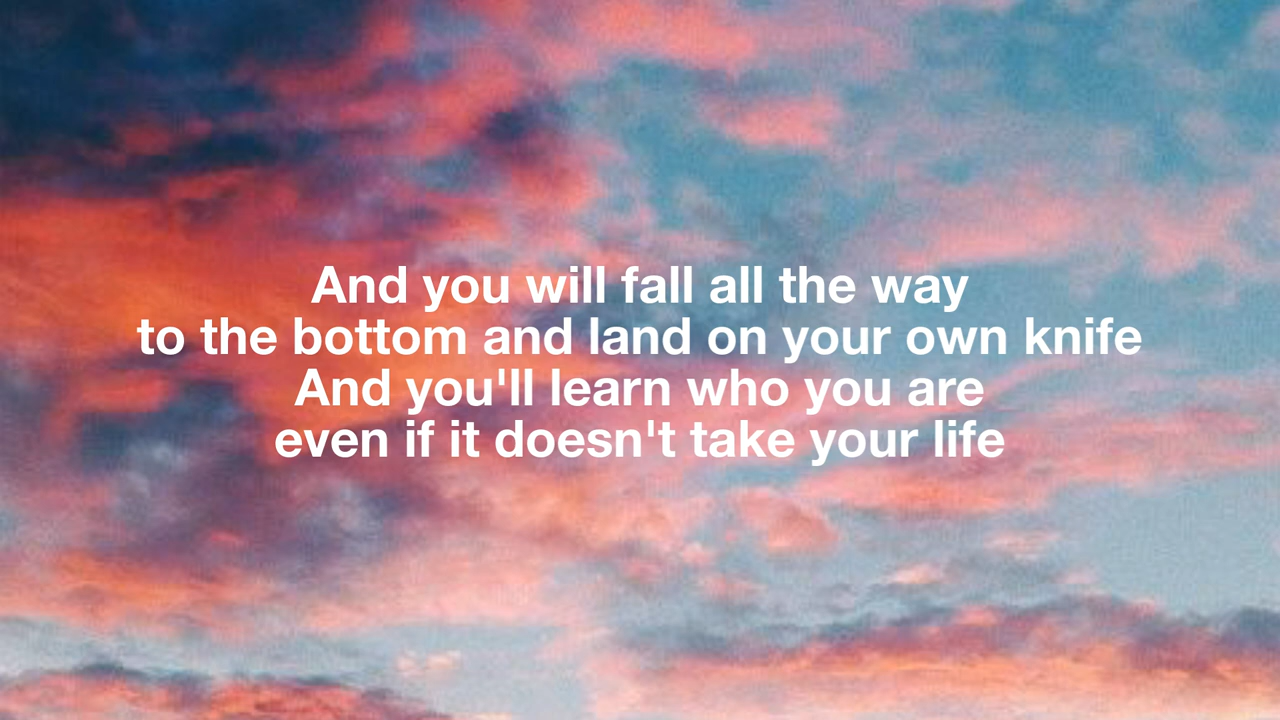 And you will fall all the way
to the bottom and land on your own knife
And you'll learn who you are
even if it doesn't take your life